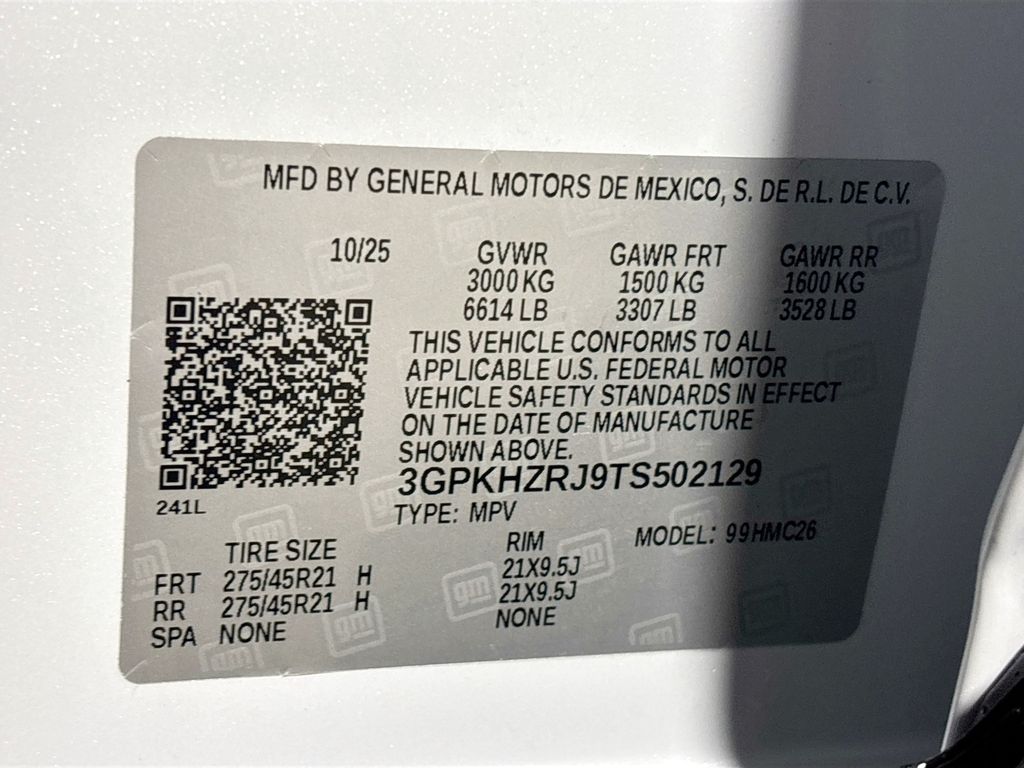 MFD BY GENERAL MOTORS DE MEXICO, S. DE R.L. DE C.V.
10/25 GVWR GAWR FRT GAWR RR
3000 KG 1500 KG 1600 KG
6614 LB 3307 LB 3528 LB
THIS VEHICLE CONFORMS TO ALL
APPLICABLE U.S. FEDERAL MOTOR
VEHICLE SAFETY STANDARDS IN EFFECT
ON THE DATE OF MANUFACTURE
SHOWN ABOVE.
3GPKHZRJ9TS502129
241L
TYPE: MPV
TIRE SIZE RIM MODEL: 99HMC26
FRT 275/45R21 H 21X9.5J
RR 275/45R21 H 21X9.5J
SPA NONE NONE